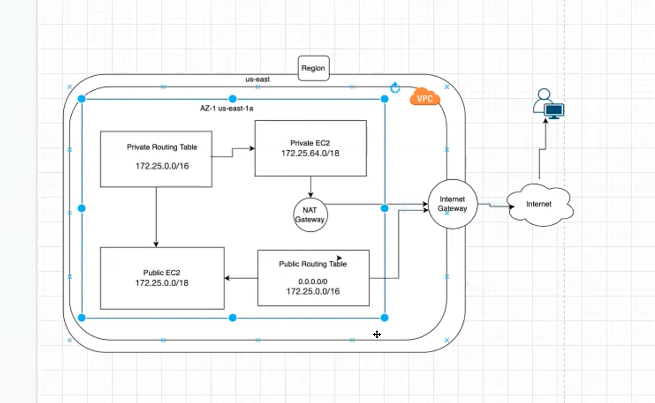 Region
us-east
VPC
AZ-1 us-east-1a
Private Routing Table
172.25.0.0/16
Private EC2
172.25.64.0/18
NAT
Gateway
Internet
Gateway
Internet
Public EC2
172.25.0.0/18
Public Routing Table
0.0.0.0/0
172.25.0.0/16